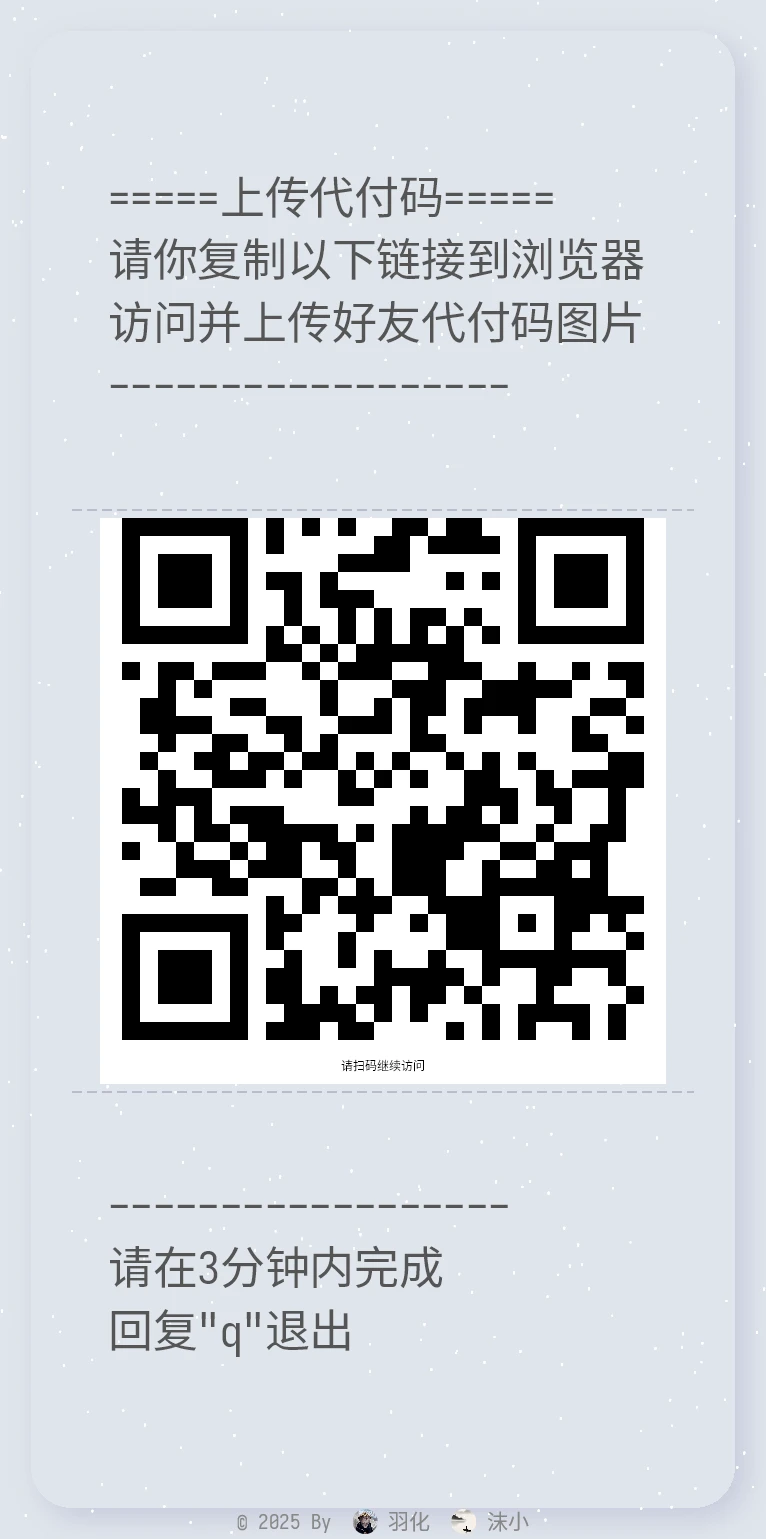 =====上传代付码=====
请你复制以下链接到浏览器
访问并上传好友代付码图片
------------------
请扫码继续访问
------------------
请在3分钟内完成
回复"q"退出
© 2025 By 羽化 沫小